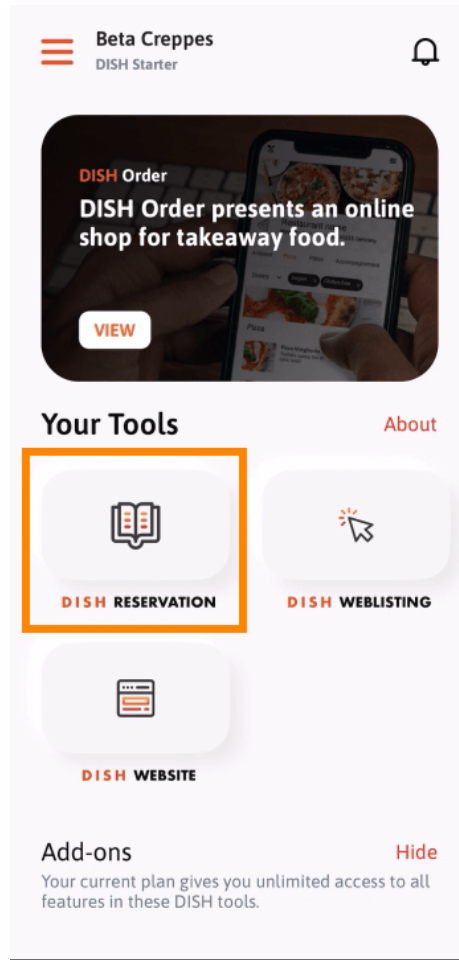 Beta Creppes
DISH Starter
DISH Order
DISH Order presents an online
shop for takeaway food.
VIEW
Your Tools
About
DISH RESERVATION
DISH WEBLISTING
DISH WEBSITE
Add-ons
Hide
Your current plan gives you unlimited access to all
features in these DISH tools.